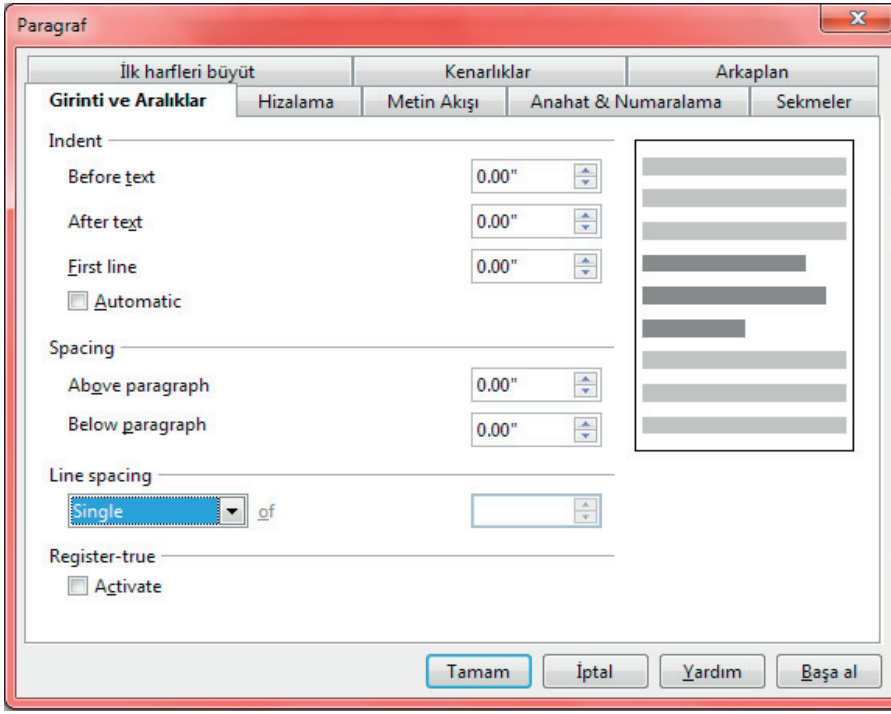 Paragraf
İlk harfleri büyüt Kenarlıklar Arkaplan
Girinti ve Aralıklar Hizalama Metin Akışı Anahat & Numaralama Sekmeler
Indent
Before text 0.00"
After text 0.00"
First line 0.00"
Automatic
Spacing
Above paragraph 0.00"
Below paragraph 0.00"
Line spacing
Single of
Register-true
Activate
Tamam İptal Yardım Başa al